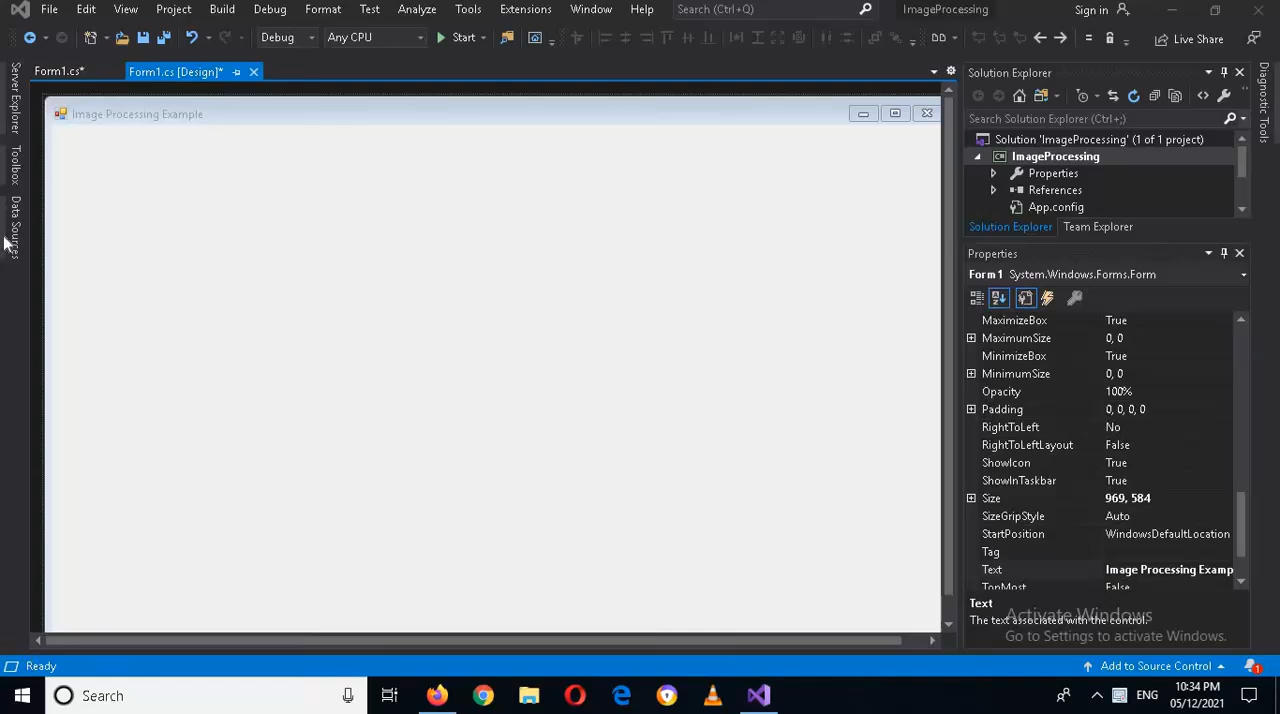 File Edit View Project Build Debug Format Test Analyze Tools Extensions Window Help Search (Ctrl+Q) ImageProcessing Sign in
Debug Any CPU Start Live Share
Form1.cs* Form1.cs [Design]*
Server Explorer
Toolbox
Data Sources
Image Processing Example
Solution Explorer
Search Solution Explorer (Ctrl+;)
Solution 'ImageProcessing' (1 of 1 project)
ImageProcessing
Properties
References
App.config
Solution Explorer Team Explorer
Diagnostic Tools
Properties
Form1 System.Windows.Forms.Form
MaximizeBox True
MaximumSize 0, 0
MinimizeBox True
MinimumSize 0, 0
Opacity 100%
Padding 0, 0, 0, 0
RightToLeft No
RightToLeftLayout False
ShowIcon True
ShowInTaskbar True
Size 969, 584
SizeGripStyle Auto
StartPosition WindowsDefaultLocation
Tag
Text Image Processing Examp
TopMost False
Text
The text associated with the control.
Activate Windows
Go to Settings to activate Windows.
Ready Add to Source Control 1
Search ENG 10:34 PM
05/12/2021